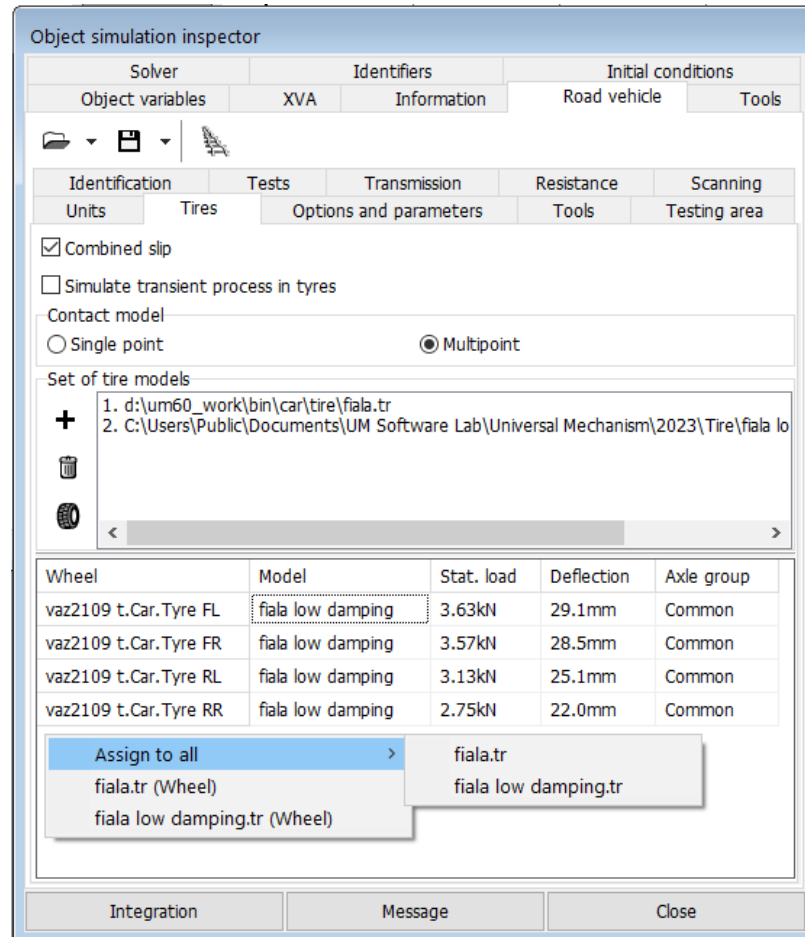 Object simulation inspector
Solver Identifiers Initial conditions
Object variables XVA Information Road vehicle Tools
Identification Tests Transmission Resistance Scanning
Units Tires Options and parameters Tools Testing area
Combined slip
Simulate transient process in tyres
Contact model
Single point Multipoint
Set of tire models
1. d:\um60_work\bin\car\tire\fiala.tr
2. C:\Users\Public\Documents\UM Software Lab\Universal Mechanism\2023\Tire\fiala lo
Wheel Model Stat. load Deflection Axle group
vaz2109 t.Car.Tyre FL fiala low damping 3.63kN 29.1mm Common
vaz2109 t.Car.Tyre FR fiala low damping 3.57kN 28.5mm Common
vaz2109 t.Car.Tyre RL fiala low damping 3.13kN 25.1mm Common
vaz2109 t.Car.Tyre RR fiala low damping 2.75kN 22.0mm Common
Assign to all fiala.tr
fiala.tr (Wheel) fiala low damping.tr
fiala low damping.tr (Wheel)
Integration Message Close